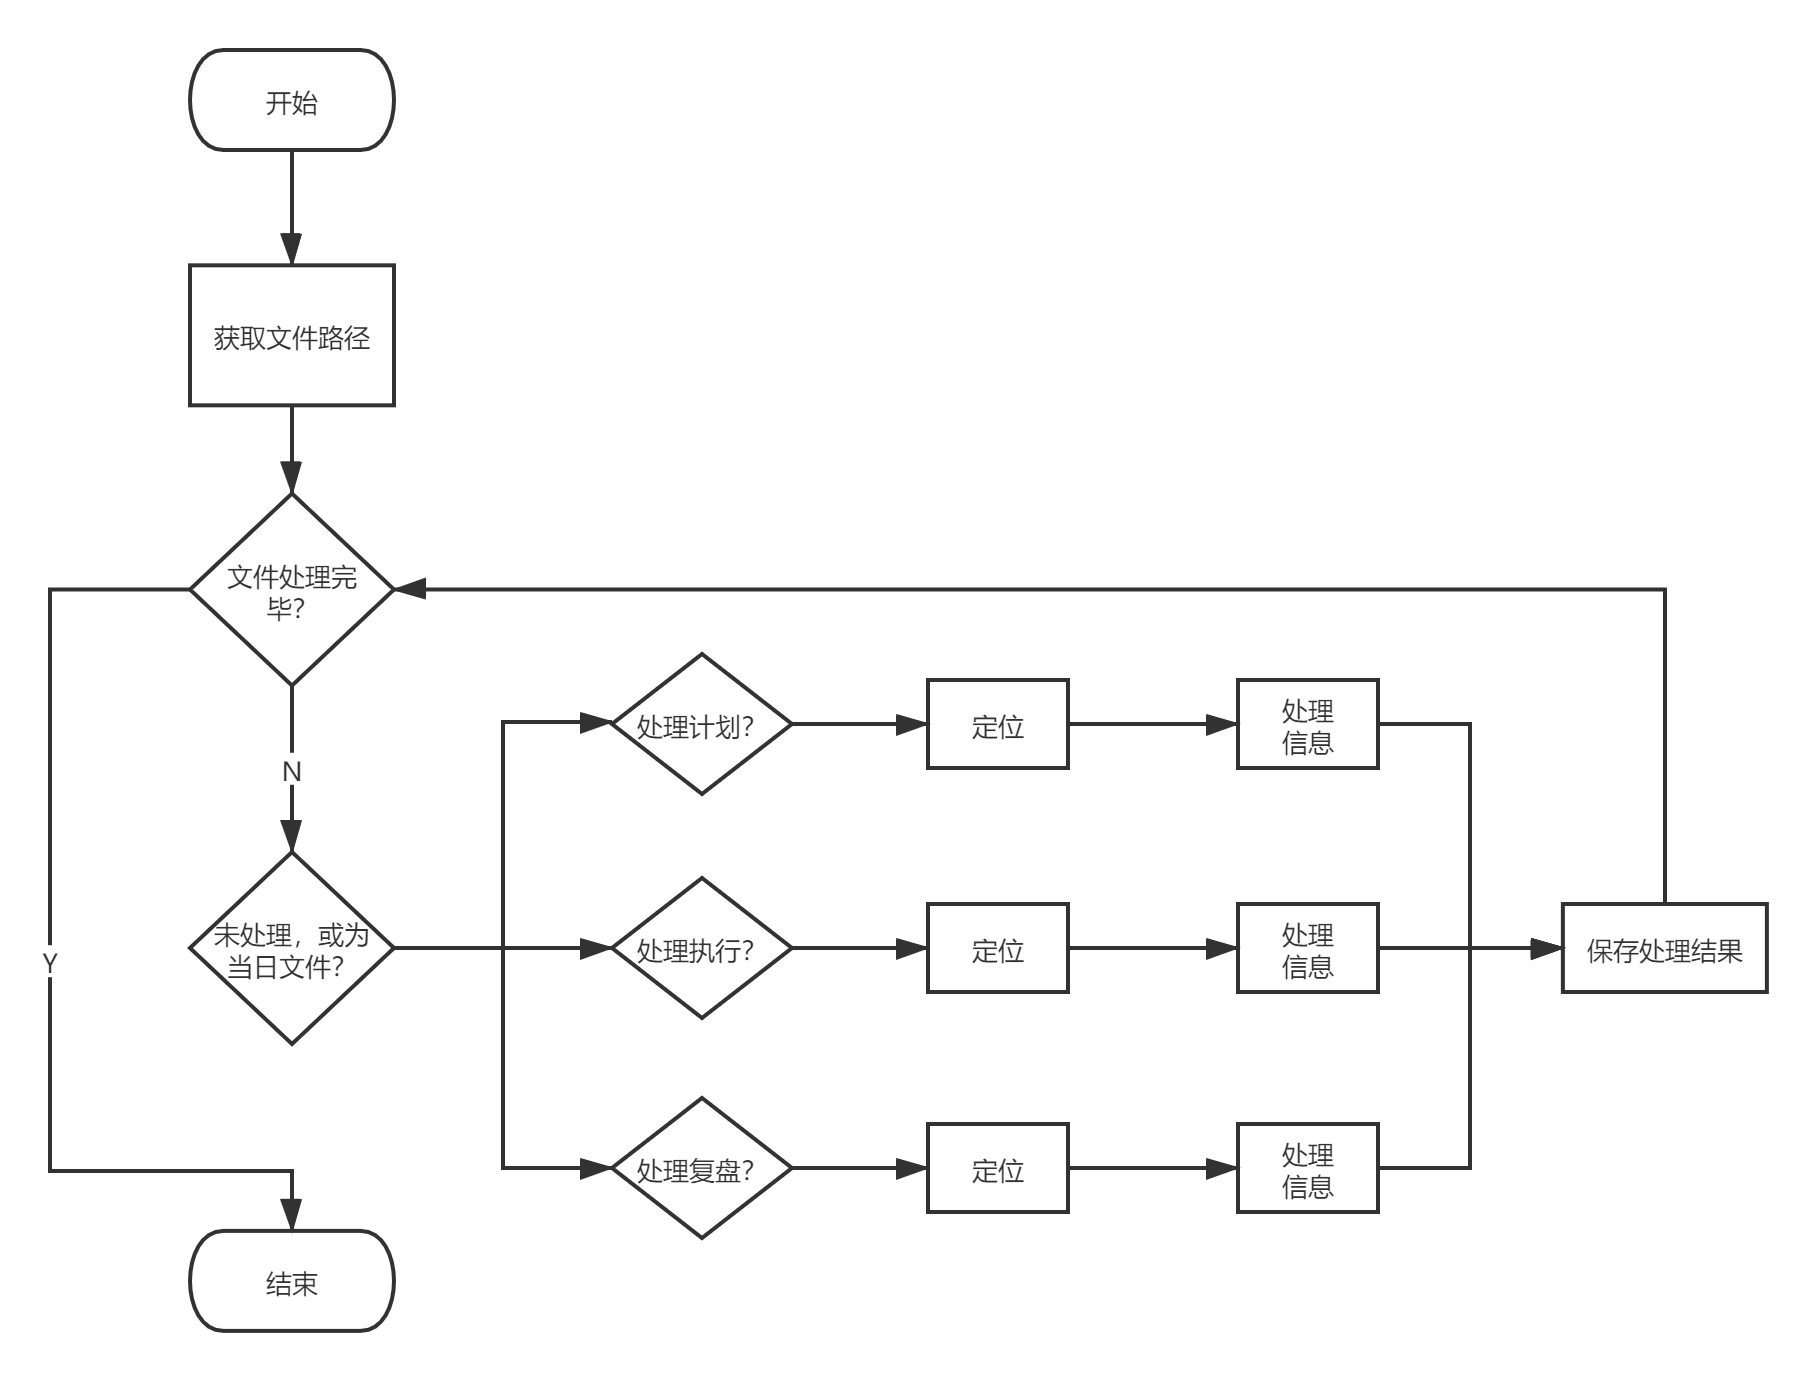 开始
获取文件路径
文件处理完
毕？
N
Y
未处理，或为
当日文件？
处理计划？
定位
处理
信息
处理执行？
定位
处理
信息
保存处理结果
处理复盘？
定位
处理
信息
结束